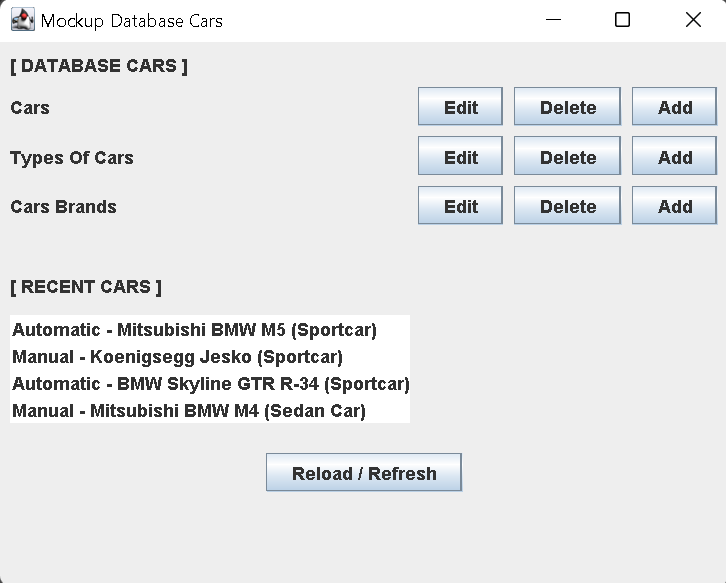 Mockup Database Cars
[ DATABASE CARS ]
Cars Edit Delete Add
Types Of Cars Edit Delete Add
Cars Brands Edit Delete Add
[ RECENT CARS ]
Automatic - Mitsubishi BMW M5 (Sportcar)
Manual - Koenigsegg Jesko (Sportcar)
Automatic - BMW Skyline GTR R-34 (Sportcar)
Manual - Mitsubishi BMW M4 (Sedan Car)
Reload / Refresh